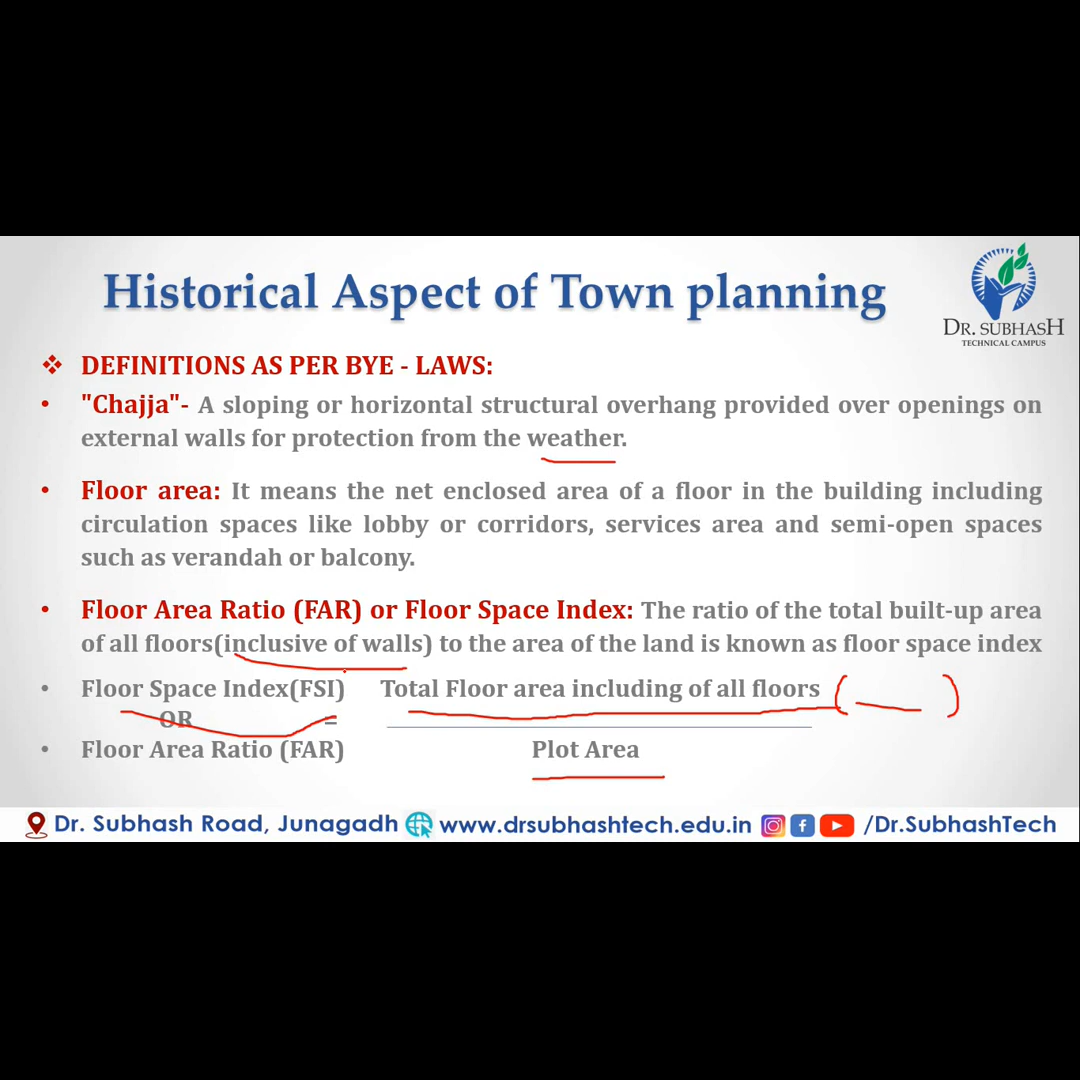 Historical Aspect of Town planning
DR. SUBHASH
TECHNICAL CAMPUS
❖ DEFINITIONS AS PER BYE - LAWS:
• "Chajja"- A sloping or horizontal structural overhang provided over openings on
external walls for protection from the weather.
• Floor area: It means the net enclosed area of a floor in the building including
circulation spaces like lobby or corridors, services area and semi-open spaces
such as verandah or balcony.
• Floor Area Ratio (FAR) or Floor Space Index: The ratio of the total built-up area
of all floors(inclusive of walls) to the area of the land is known as floor space index
• Floor Space Index(FSI) Total Floor area including of all floors
OR =
• Floor Area Ratio (FAR) Plot Area
Dr. Subhash Road, Junagadh www.drsubhashtech.edu.in /Dr.SubhashTech